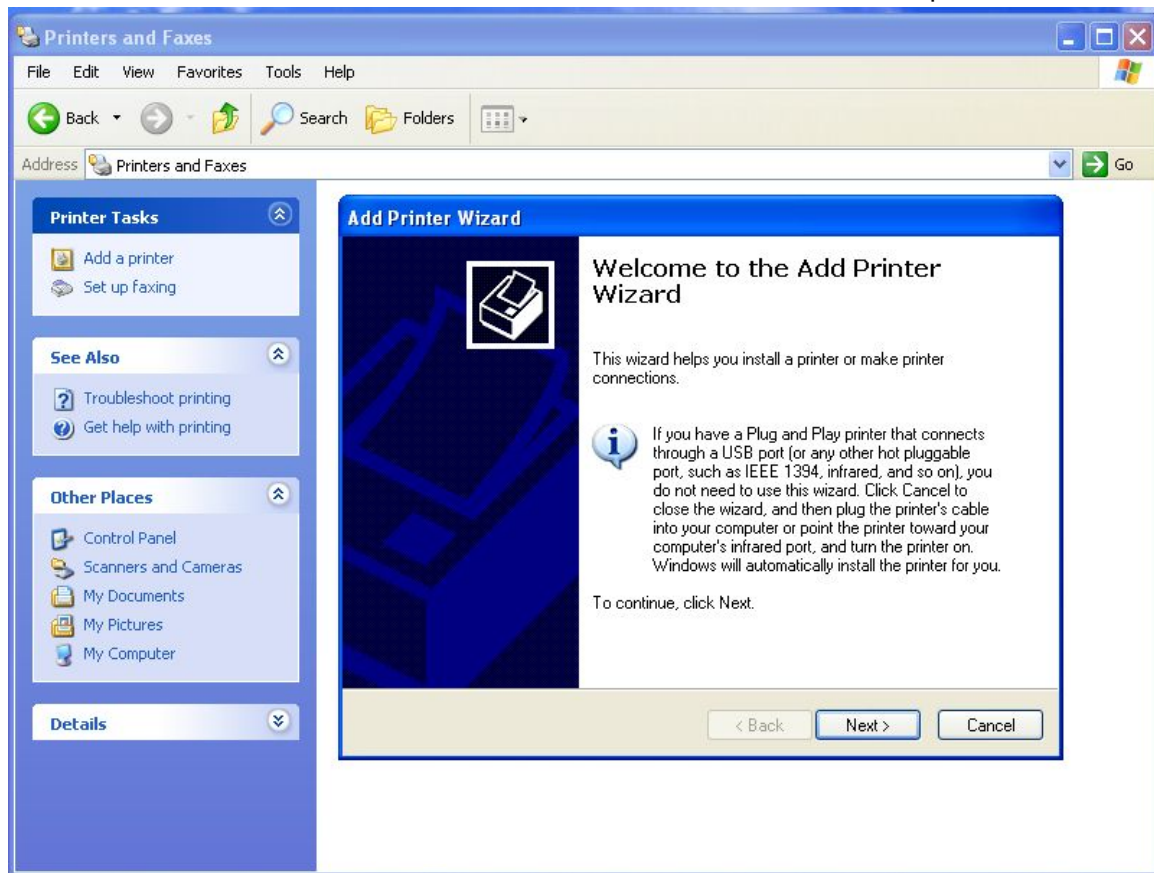 Printers and Faxes
File Edit View Favorites Tools Help
Back Search Folders
Address Printers and Faxes Go
Printer Tasks
Add a printer
Set up faxing
See Also
Troubleshoot printing
Get help with printing
Other Places
Control Panel
Scanners and Cameras
My Documents
My Pictures
My Computer
Details
Add Printer Wizard
Welcome to the Add Printer
Wizard
This wizard helps you install a printer or make printer
connections.
If you have a Plug and Play printer that connects
through a USB port (or any other hot pluggable
port, such as IEEE 1394, infrared, and so on), you
do not need to use this wizard. Click Cancel to
close the wizard, and then plug the printer's cable
into your computer or point the printer toward your
computer's infrared port, and turn the printer on.
Windows will automatically install the printer for you.
To continue, click Next.
< Back Next > Cancel